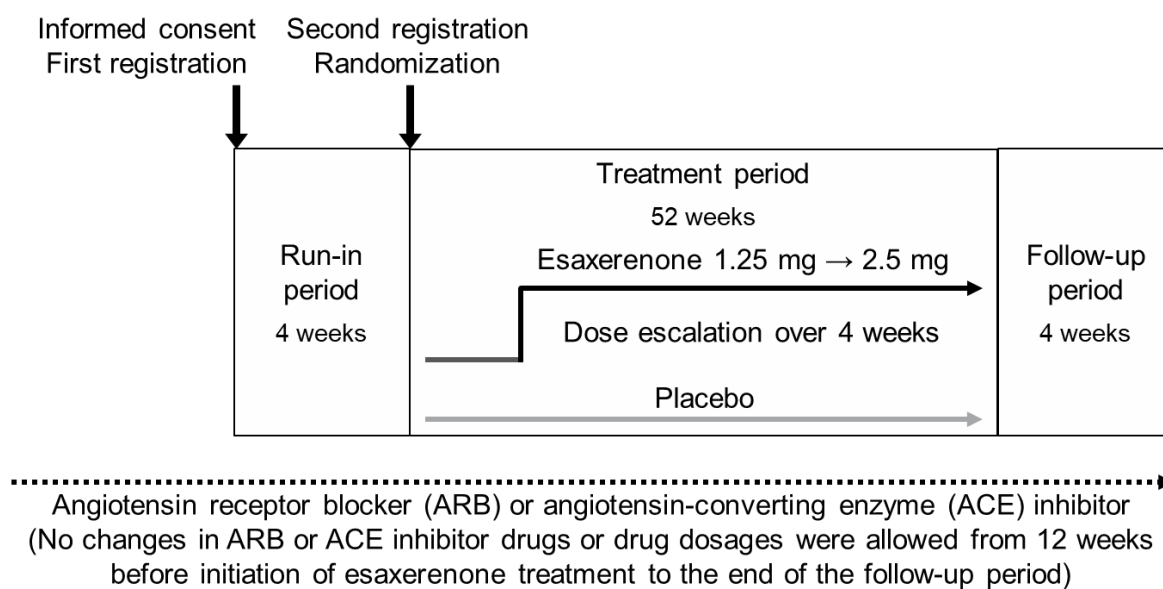 Informed consent
First registration
Second registration
Randomization
Run-in
period
4 weeks
Treatment period
52 weeks
Esaxerenone 1.25 mg → 2.5 mg
Dose escalation over 4 weeks
Placebo
Follow-up
period
4 weeks
Angiotensin receptor blocker (ARB) or angiotensin-converting enzyme (ACE) inhibitor
(No changes in ARB or ACE inhibitor drugs or drug dosages were allowed from 12 weeks
before initiation of esaxerenone treatment to the end of the follow-up period)